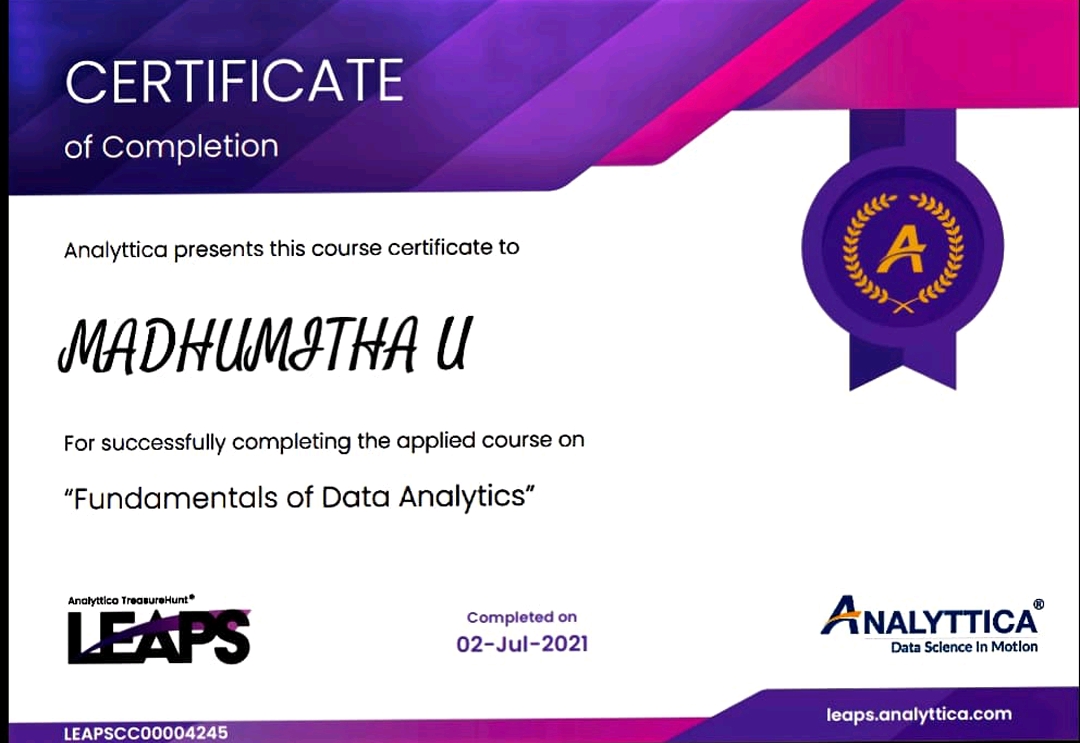 CERTIFICATE
of Completion
Analyttica presents this course certificate to
MADHUMITHA U
For successfully completing the applied course on
“Fundamentals of Data Analytics”
Analyttica TreasureHunt®
LEAPS
Completed on
02-Jul-2021
ANALYTTICA®
Data Science in Motion
leaps.analyttica.com
LEAPSCC00004245